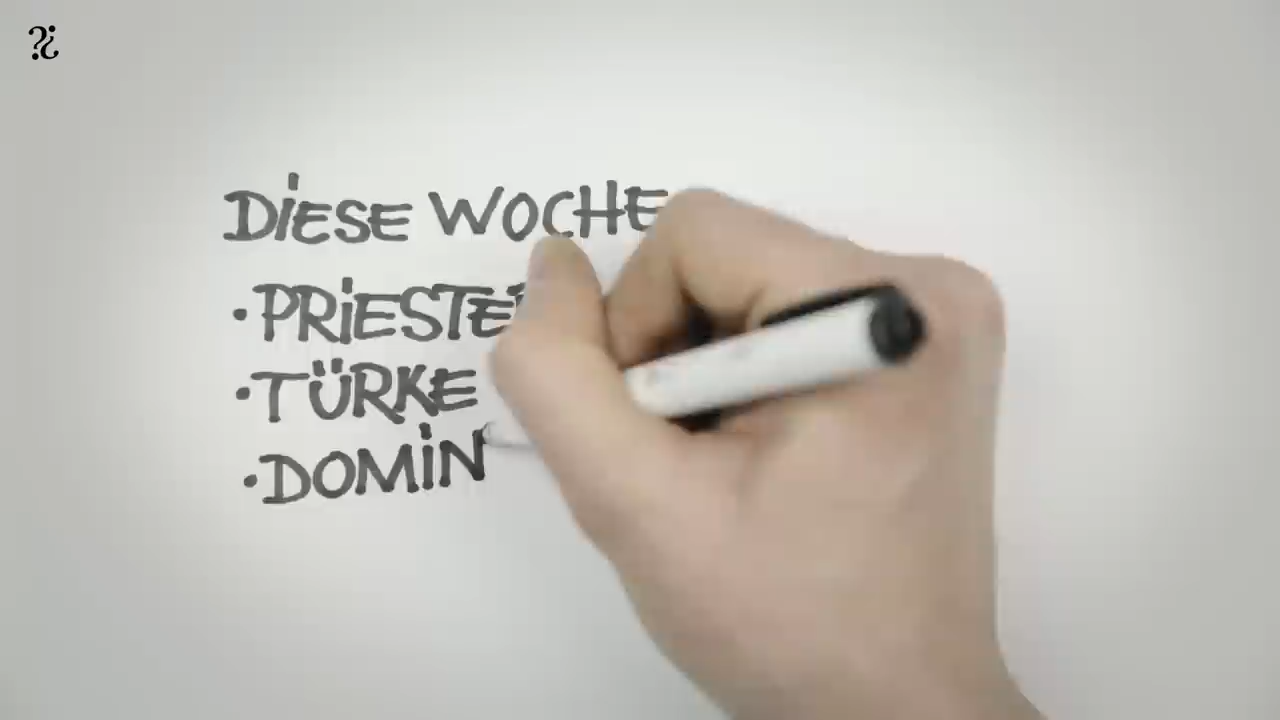 ?¿
DIESE WOCHE
• PRIESTE
• TÜRKE
• DOMIN